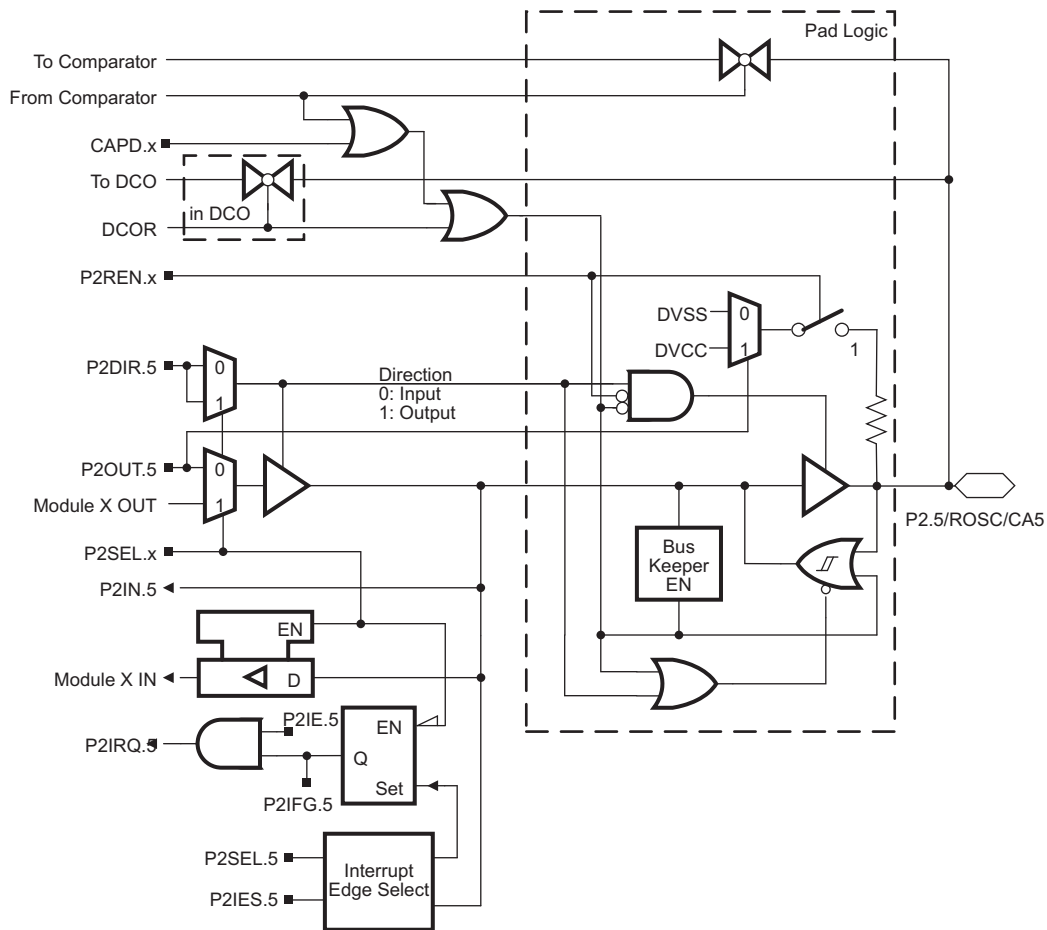 Pad Logic
To Comparator
From Comparator
CAPD.x
To DCO
in DCO
DCOR
P2REN.x
DVSS
0
DVCC
1
1
P2DIR.5
0
1
Direction
0: Input
1: Output
P2OUT.5
0
Module X OUT
1
P2.5/ROSC/CA5
P2SEL.x
Bus
Keeper
EN
P2IN.5
EN
Module X IN
D
P2IE.5
EN
P2IRQ.5
Q
P2IFG.5
Set
P2SEL.5
Interrupt
Edge Select
P2IES.5